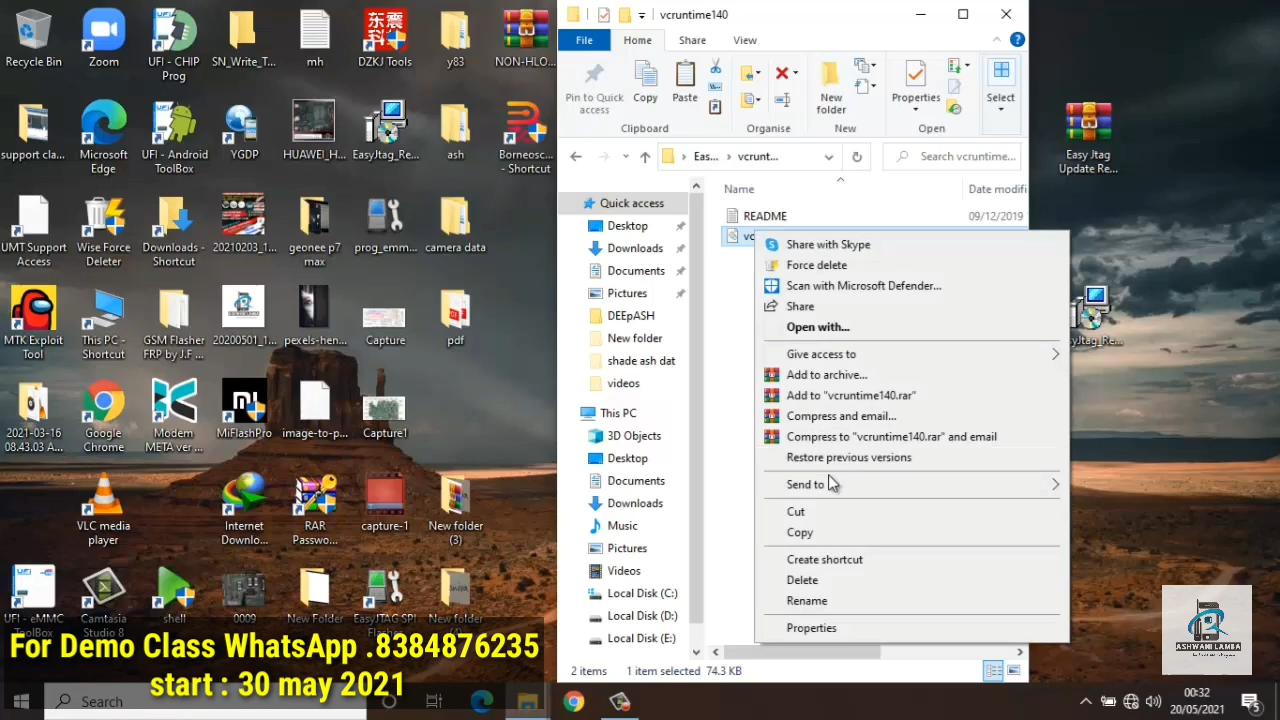 Recycle Bin
Zoom
UFI - CHIP
Prog
SN_Write_T...
mh
DZKJ Tools
y83
NON-HLO...
东震
科技
support cla...
Microsoft
Edge
UFI - Android
ToolBox
YGDP
HUAWEI_H...
EasyJtag_Re...
ash
Borneosc...
- Shortcut
UMT Support
Access
Wise Force
Deleter
Downloads -
Shortcut
20210203_1...
geonee p7
max
prog_emm...
camera data
MTK Exploit
Tool
This PC -
Shortcut
GSM Flasher
FRP by J.F ...
20200501_1...
pexels-hen...
Capture
pdf
2021-03-16
08.43.03 A...
Google
Chrome
Modem
META ver ...
MiFlashPro
image-to-p...
Capture1
VLC media
player
Internet
Downlo...
RAR
Passwo...
capture-1
New folder
(3)
UFI - eMMC
ToolBox
Camtasia
Studio 8
shell
0009
New Folder
EasyJTAG SPI
New folder
For Demo Class WhatsApp .8384876235
start : 30 may 2021
Search
vcruntime140
File
Home
Share
View
Pin to Quick
access
Copy
Paste
New
folder
Properties
Select
Clipboard
Organise
New
Open
Eas...
vcrunt...
Search vcruntime...
Name
Date modifi
README
09/12/2019
vc
Quick access
Desktop
Downloads
Documents
Pictures
DEEpASH
New folder
shade ash dat
videos
This PC
3D Objects
Desktop
Documents
Downloads
Music
Pictures
Videos
Local Disk (C:)
Local Disk (D:)
Local Disk (E:)
Share with Skype
Force delete
Scan with Microsoft Defender...
Share
Open with...
Give access to
Add to archive...
Add to "vcruntime140.rar"
Compress and email...
Compress to "vcruntime140.rar" and email
Restore previous versions
Send to
Cut
Copy
Create shortcut
Delete
Rename
Properties
2 items
1 item selected 74.3 KB
Easy Jtag
Update Re...
syJtag_Re...
ASHWANI LAMBA
00:32
20/05/2021
5